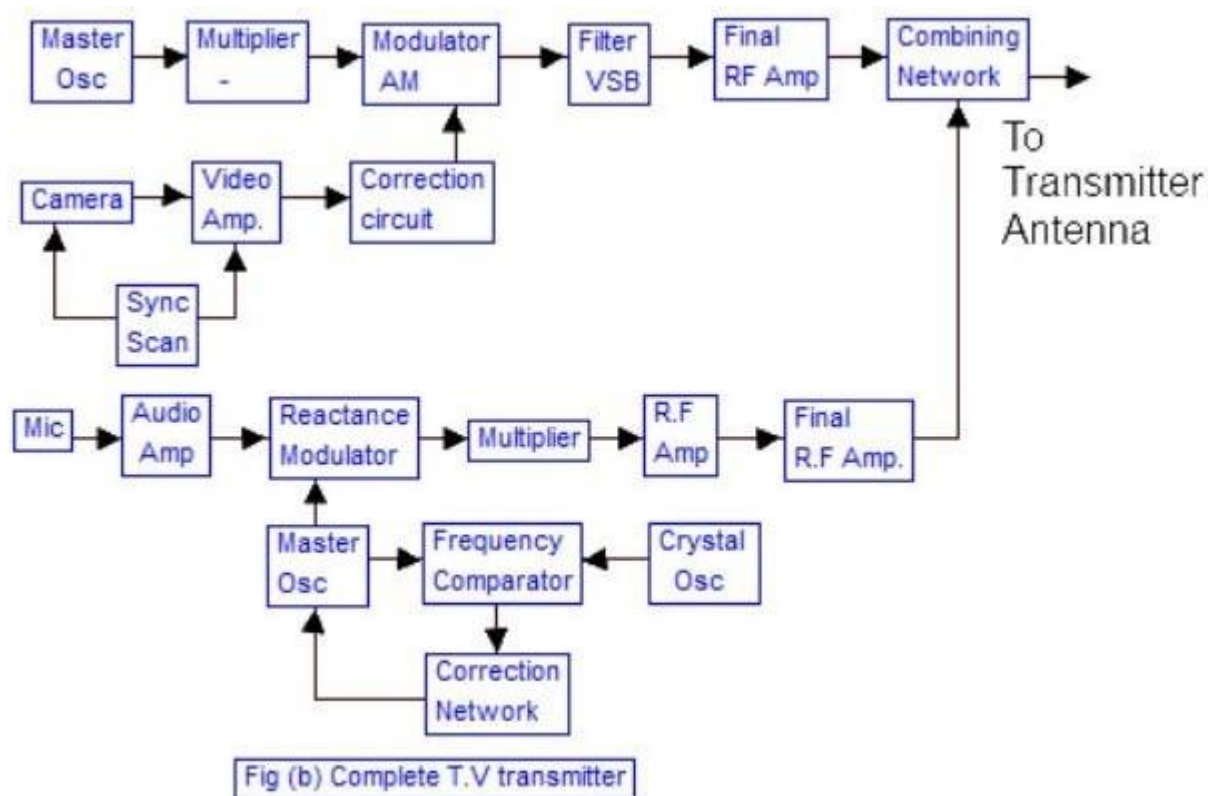 Master
Osc
Multiplier
-
Modulator
AM
Filter
VSB
Final
RF Amp
Combining
Network
To
Transmitter
Antenna
Camera
Video
Amp.
Correction
circuit
Sync
Scan
Mic
Audio
Amp
Reactance
Modulator
Multiplier
R.F
Amp
Final
R.F Amp.
Master
Osc
Frequency
Comparator
Crystal
Osc
Correction
Network
Fig (b) Complete T.V transmitter